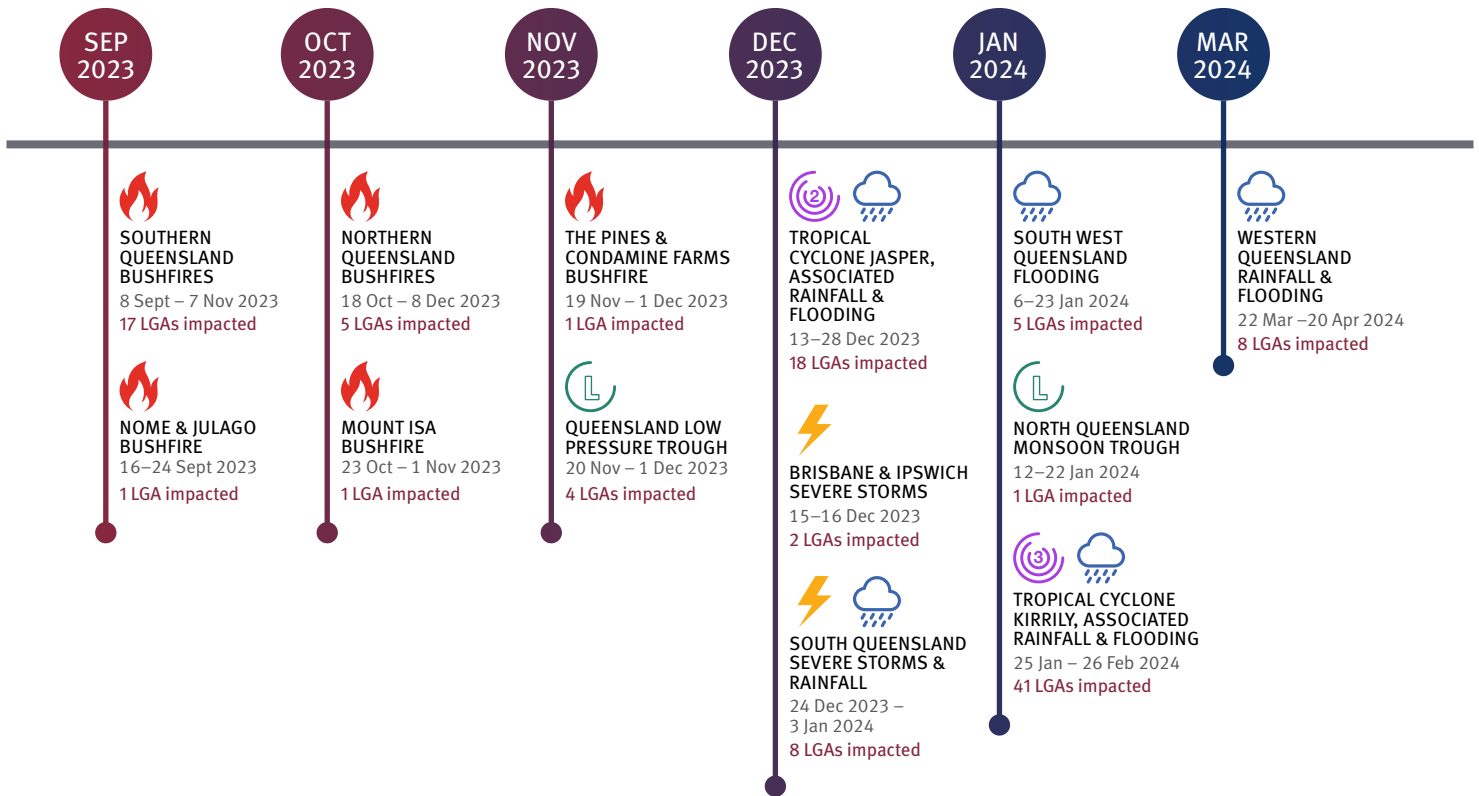 SEP
2023
OCT
2023
NOV
2023
DEC
2023
JAN
2024
MAR
2024
SOUTHERN
QUEENSLAND
BUSHFIRES
8 Sept – 7 Nov 2023
17 LGAs impacted
NOME & JULAGO
BUSHFIRE
16–24 Sept 2023
1 LGA impacted
NORTHERN
QUEENSLAND
BUSHFIRES
18 Oct – 8 Dec 2023
5 LGAs impacted
MOUNT ISA
BUSHFIRE
23 Oct – 1 Nov 2023
1 LGA impacted
THE PINES &
CONDAMINE FARMS
BUSHFIRE
19 Nov – 1 Dec 2023
1 LGA impacted
L
QUEENSLAND LOW
PRESSURE TROUGH
20 Nov – 1 Dec 2023
4 LGAs impacted
2
TROPICAL
CYCLONE JASPER,
ASSOCIATED
RAINFALL &
FLOODING
13–28 Dec 2023
18 LGAs impacted
BRISBANE & IPSWICH
SEVERE STORMS
15–16 Dec 2023
2 LGAs impacted
SOUTH QUEENSLAND
SEVERE STORMS &
RAINFALL
24 Dec 2023 –
3 Jan 2024
8 LGAs impacted
SOUTH WEST
QUEENSLAND
FLOODING
6–23 Jan 2024
5 LGAs impacted
L
NORTH QUEENSLAND
MONSOON TROUGH
12–22 Jan 2024
1 LGA impacted
3
TROPICAL CYCLONE
KIRRILY, ASSOCIATED
RAINFALL & FLOODING
25 Jan – 26 Feb 2024
41 LGAs impacted
WESTERN
QUEENSLAND
RAINFALL &
FLOODING
22 Mar –20 Apr 2024
8 LGAs impacted